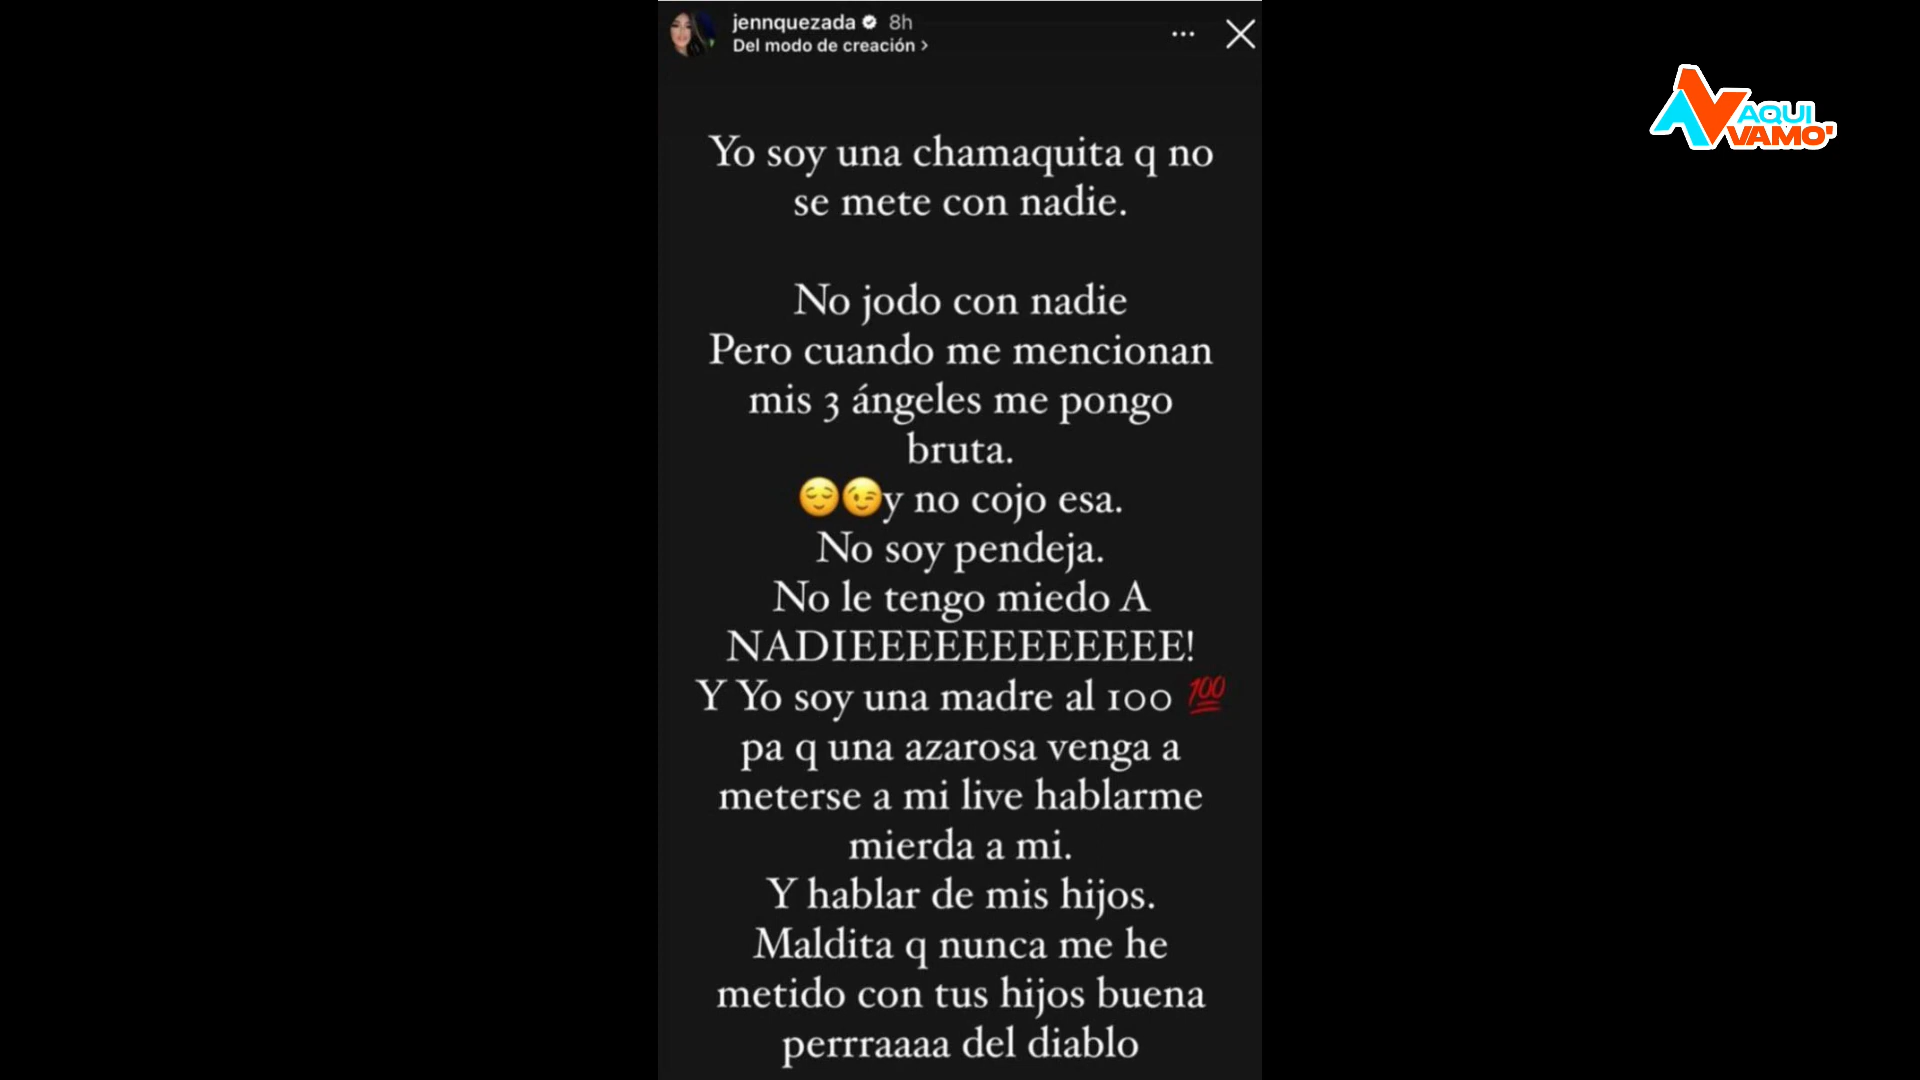 jennquezada 8h
Del modo de creación >
AQUI
VAMO'
Yo soy una chamaquita q no
se mete con nadie.
No jodo con nadie
Pero cuando me mencionan
mis 3 ángeles me pongo
bruta.
😌😉y no cojo esa.
No soy pendeja.
No le tengo miedo A
NADIEEEEEEEEEEEE!
Y Yo soy una madre al 100 💯
pa q una azarosa venga a
meterse a mi live hablarme
mierda a mi.
Y hablar de mis hijos.
Maldita q nunca me he
metido con tus hijos buena
perrraaaa del diablo